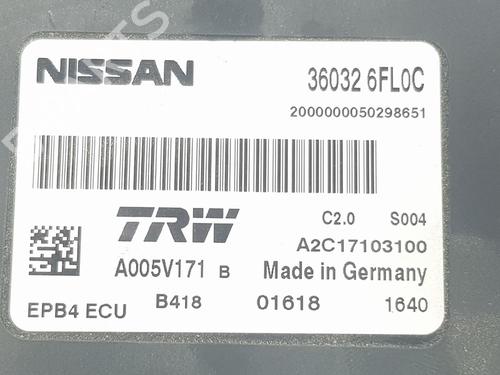 NISSAN 36032 6FL0C
2000000050298651
TRW C2.0 S004
A2C17103100
A005V171 B Made in Germany
EPB4 ECU B418 01618 1640